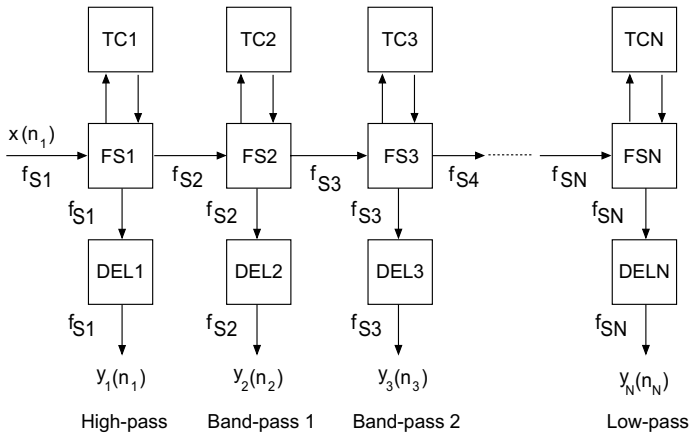 TC1 TC2 TC3 TCN
x(n₁)
FS1 FS2 FS3 FSN
fS1 fS2 fS3 fS4 fSN
fS1 fS2 fS3 fSN
DEL1 DEL2 DEL3 DELN
fS1 fS2 fS3 fSN
y₁(n₁) y₂(n₂) y₃(n₃) yN(nN)
High-pass Band-pass 1 Band-pass 2 Low-pass